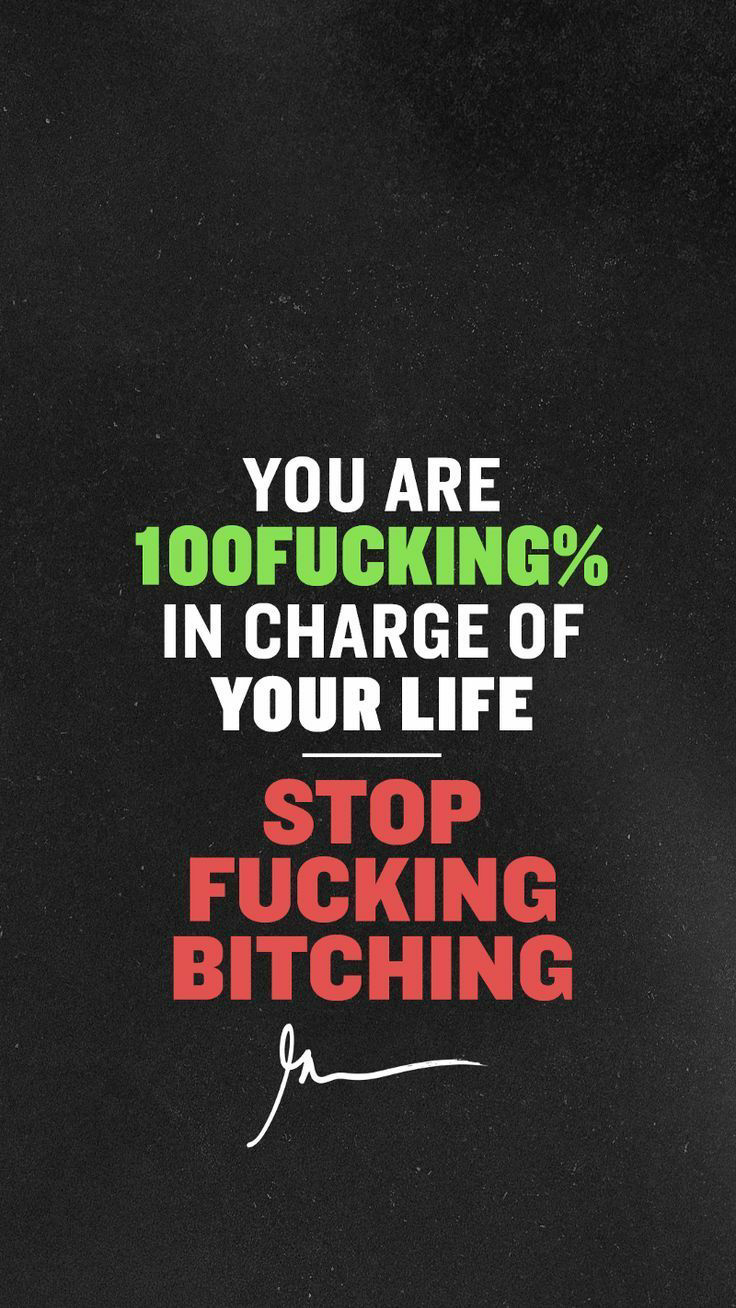 YOU ARE
100FUCKING%
IN CHARGE OF
YOUR LIFE
STOP
FUCKING
BITCHING